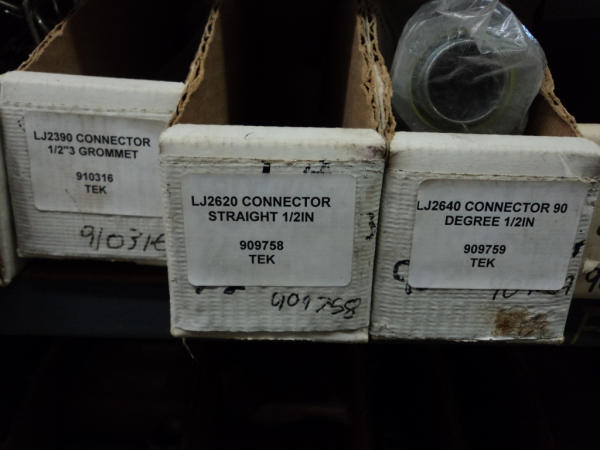 LJ2390 CONNECTOR
1/2"3 GROMMET
910316
TEK
910316
LJ2620 CONNECTOR
STRAIGHT 1/2IN
909758
TEK
909758
LJ2640 CONNECTOR 90
DEGREE 1/2IN
909759
TEK